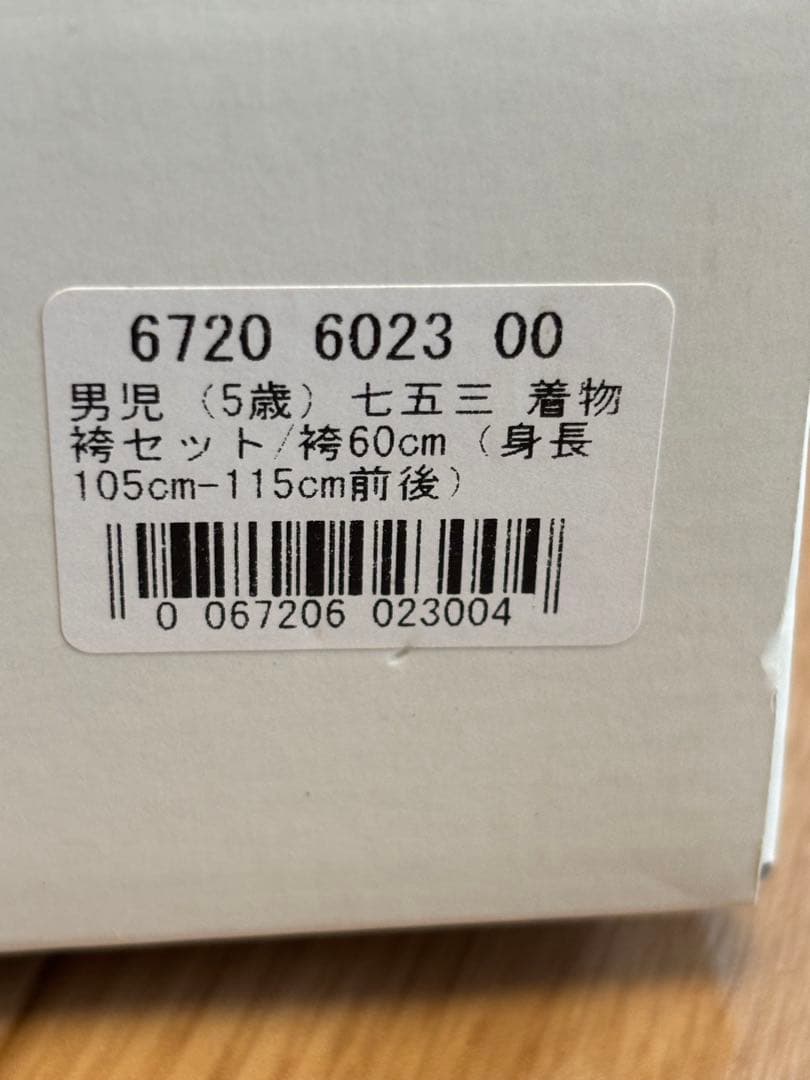 6720 6023 00
男児（5歳）七五三 着物
袴セット/袴60cm（身長
105cm-115cm前後）
0 067206 023004